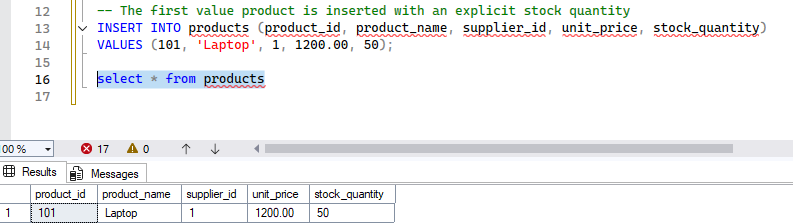 12 -- The first value product is inserted with an explicit stock quantity
13 INSERT INTO products (product_id, product_name, supplier_id, unit_price, stock_quantity)
14 VALUES (101, 'Laptop', 1, 1200.00, 50);
15
16 select * from products
17
00 % 17 0
Results Messages
product_id product_name supplier_id unit_price stock_quantity
1 101 Laptop 1 1200.00 50